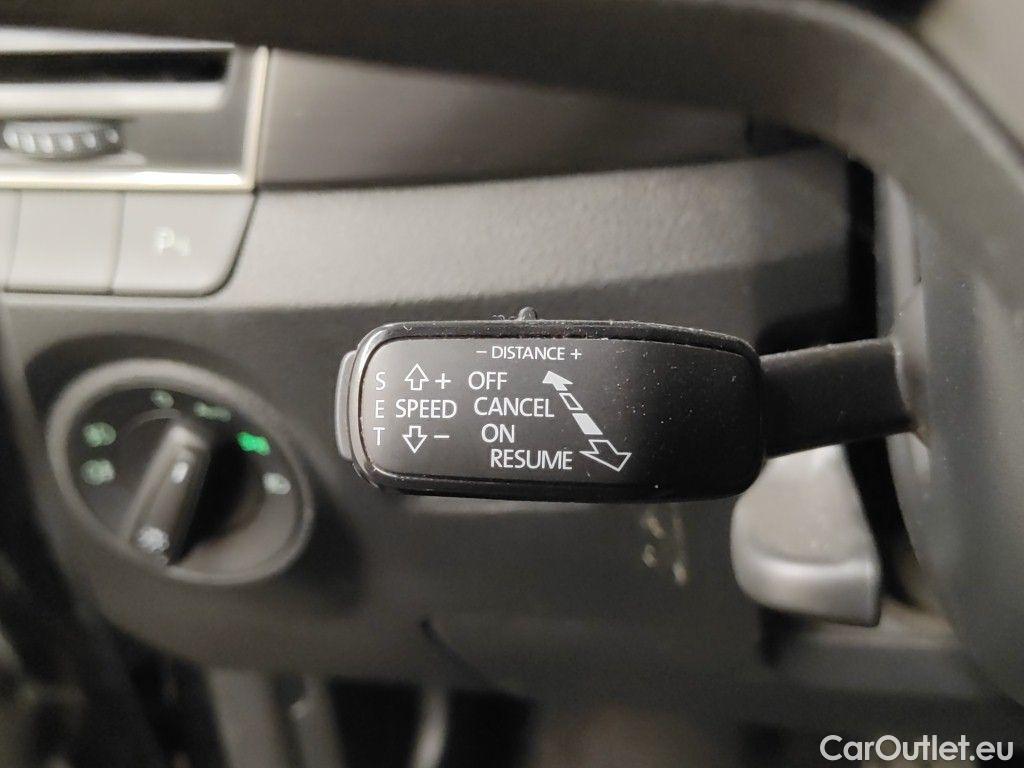 P
- DISTANCE +
S + OFF
E SPEED CANCEL
T - ON
RESUME
CarOutlet.eu